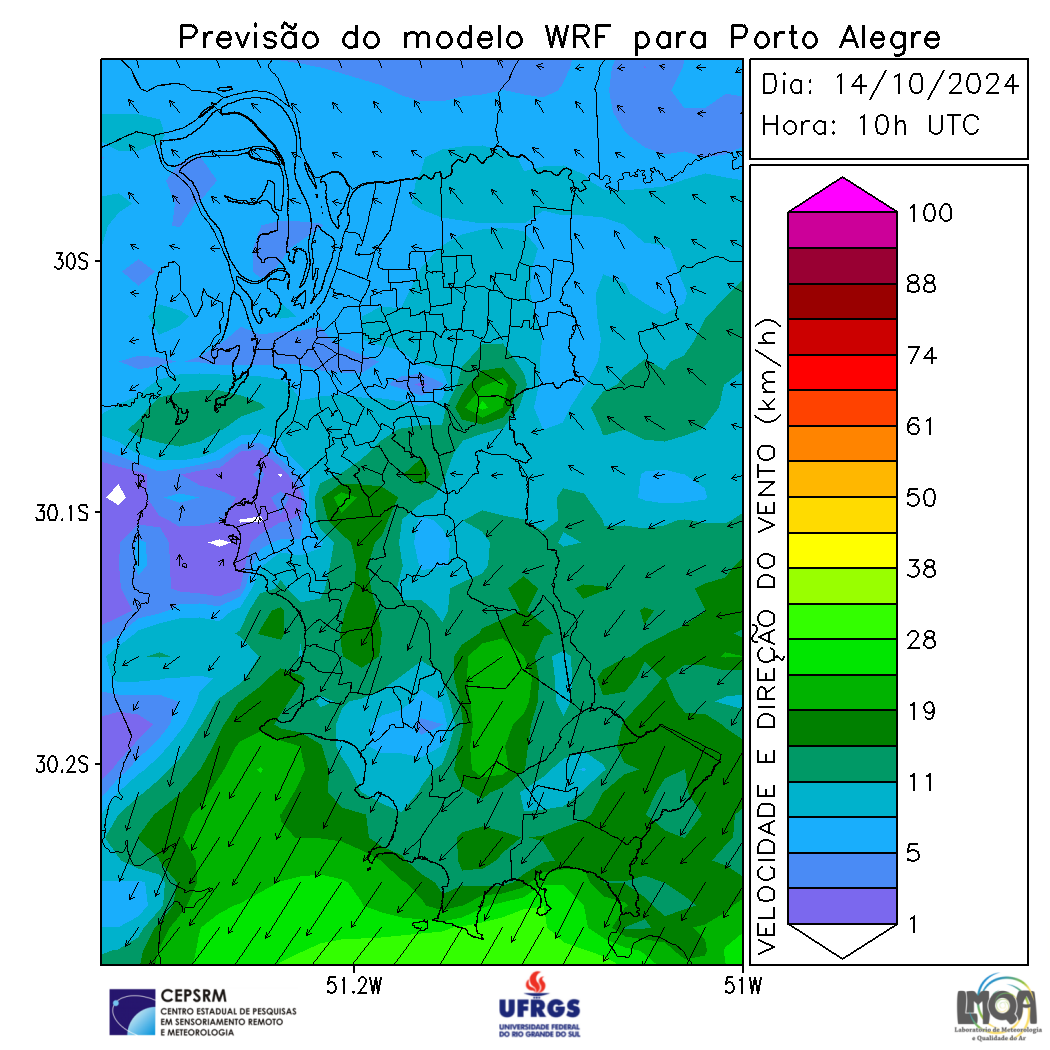 Previsão do modelo WRF para Porto Alegre
Dia: 14/10/2024
Hora: 10h UTC
30S
30.1S
30.2S
51.2W
51W
VELOCIDADE E DIREÇÃO DO VENTO (km/h)
100
88
74
61
50
38
28
19
11
5
1
CEPSRM
CENTRO ESTADUAL DE PESQUISAS
EM SENSORIAMENTO REMOTO
E METEOROLOGIA
UFRGS
UNIVERSIDADE FEDERAL
DO RIO GRANDE DO SUL
LMQA
Laboratório de Meteorologia
e Qualidade do Ar